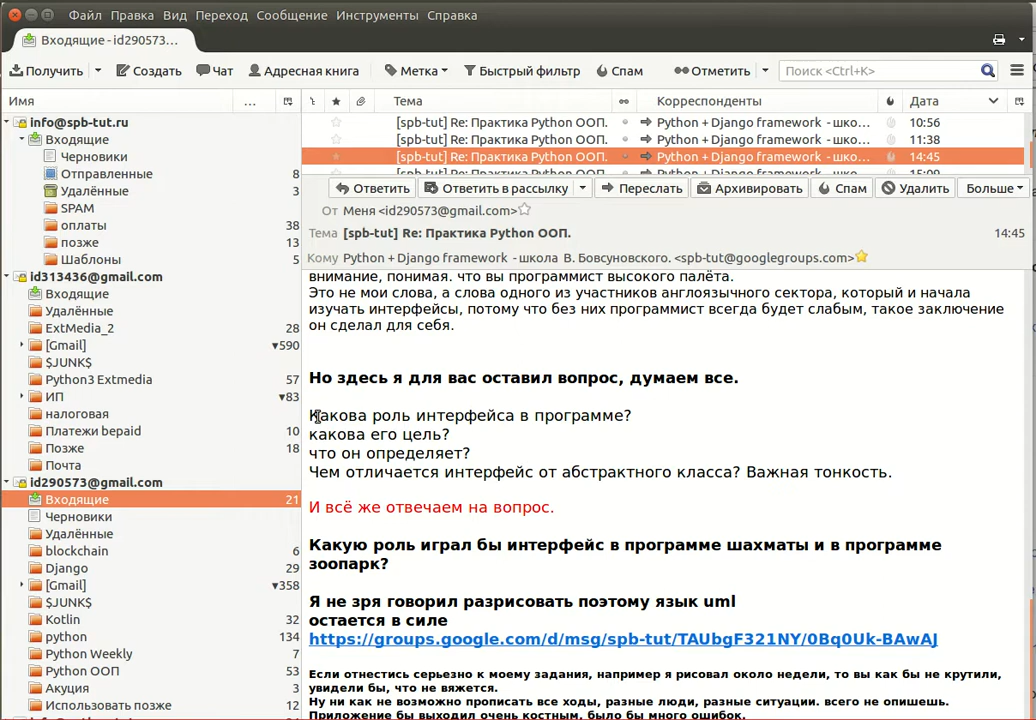 Файл Правка Вид Переход Сообщение Инструменты Справка
Входящие - id290573...
Получить Создать Чат Адресная книга Метка Быстрый фильтр Спам Отметить Поиск <Ctrl+K>
Имя ... Тема Корреспонденты Дата
info@spb-tut.ru
Входящие
Черновики
Отправленные 8
Удалённые 3
SPAM
оплаты 38
позже 13
Шаблоны 5
id313436@gmail.com
Входящие
Удалённые
ExtMedia_2 28
[Gmail] ▾590
$JUNK$
Python3 Extmedia 57
ИП ▾83
налоговая
Платежи bepaid 10
Позже 18
Почта
id290573@gmail.com
Входящие 21
Черновики
Удалённые
blockchain 6
Django 29
[Gmail] ▾358
$JUNK$
Kotlin 32
python 134
Python Weekly 7
Python ООП 53
Акуция 3
Использовать позже 12
[spb-tut] Re: Практика Python ООП. Python + Django framework - шко... 10:56
[spb-tut] Re: Практика Python ООП. Python + Django framework - шко... 11:38
[spb-tut] Re: Практика Python ООП. Python + Django framework - шко... 14:45
Ответить Ответить в рассылку Переслать Архивировать Спам Удалить Больше
От Меня <id290573@gmail.com>
Тема [spb-tut] Re: Практика Python ООП. 14:45
Кому Python + Django framework - школа В. Бовсуновского. <spb-tut@googlegroups.com>
внимание, понимая. что вы программист высокого палёта.
Это не мои слова, а слова одного из участников англоязычного сектора, который и начала
изучать интерфейсы, потому что без них программист всегда будет слабым, такое заключение
он сделал для себя.
Но здесь я для вас оставил вопрос, думаем все.
Какова роль интерфейса в программе?
какова его цель?
что он определяет?
Чем отличается интерфейс от абстрактного класса? Важная тонкость.
И всё же отвечаем на вопрос.
Какую роль играл бы интерфейс в программе шахматы и в программе
зоопарк?
Я не зря говорил разрисовать поэтому язык uml
остается в силе
https://groups.google.com/d/msg/spb-tut/TAUbgF321NY/0Bq0Uk-BAwAJ
Если отнестись серьезно к моему задания, например я рисовал около недели, то вы как бы не крутили,
увидели бы, что не вяжется.
Ну ни как не возможно прописать все ходы, разные люди, разные ситуации. всего не опишешь.
Приложение бы выходил очень костным, было бы много ошибок.